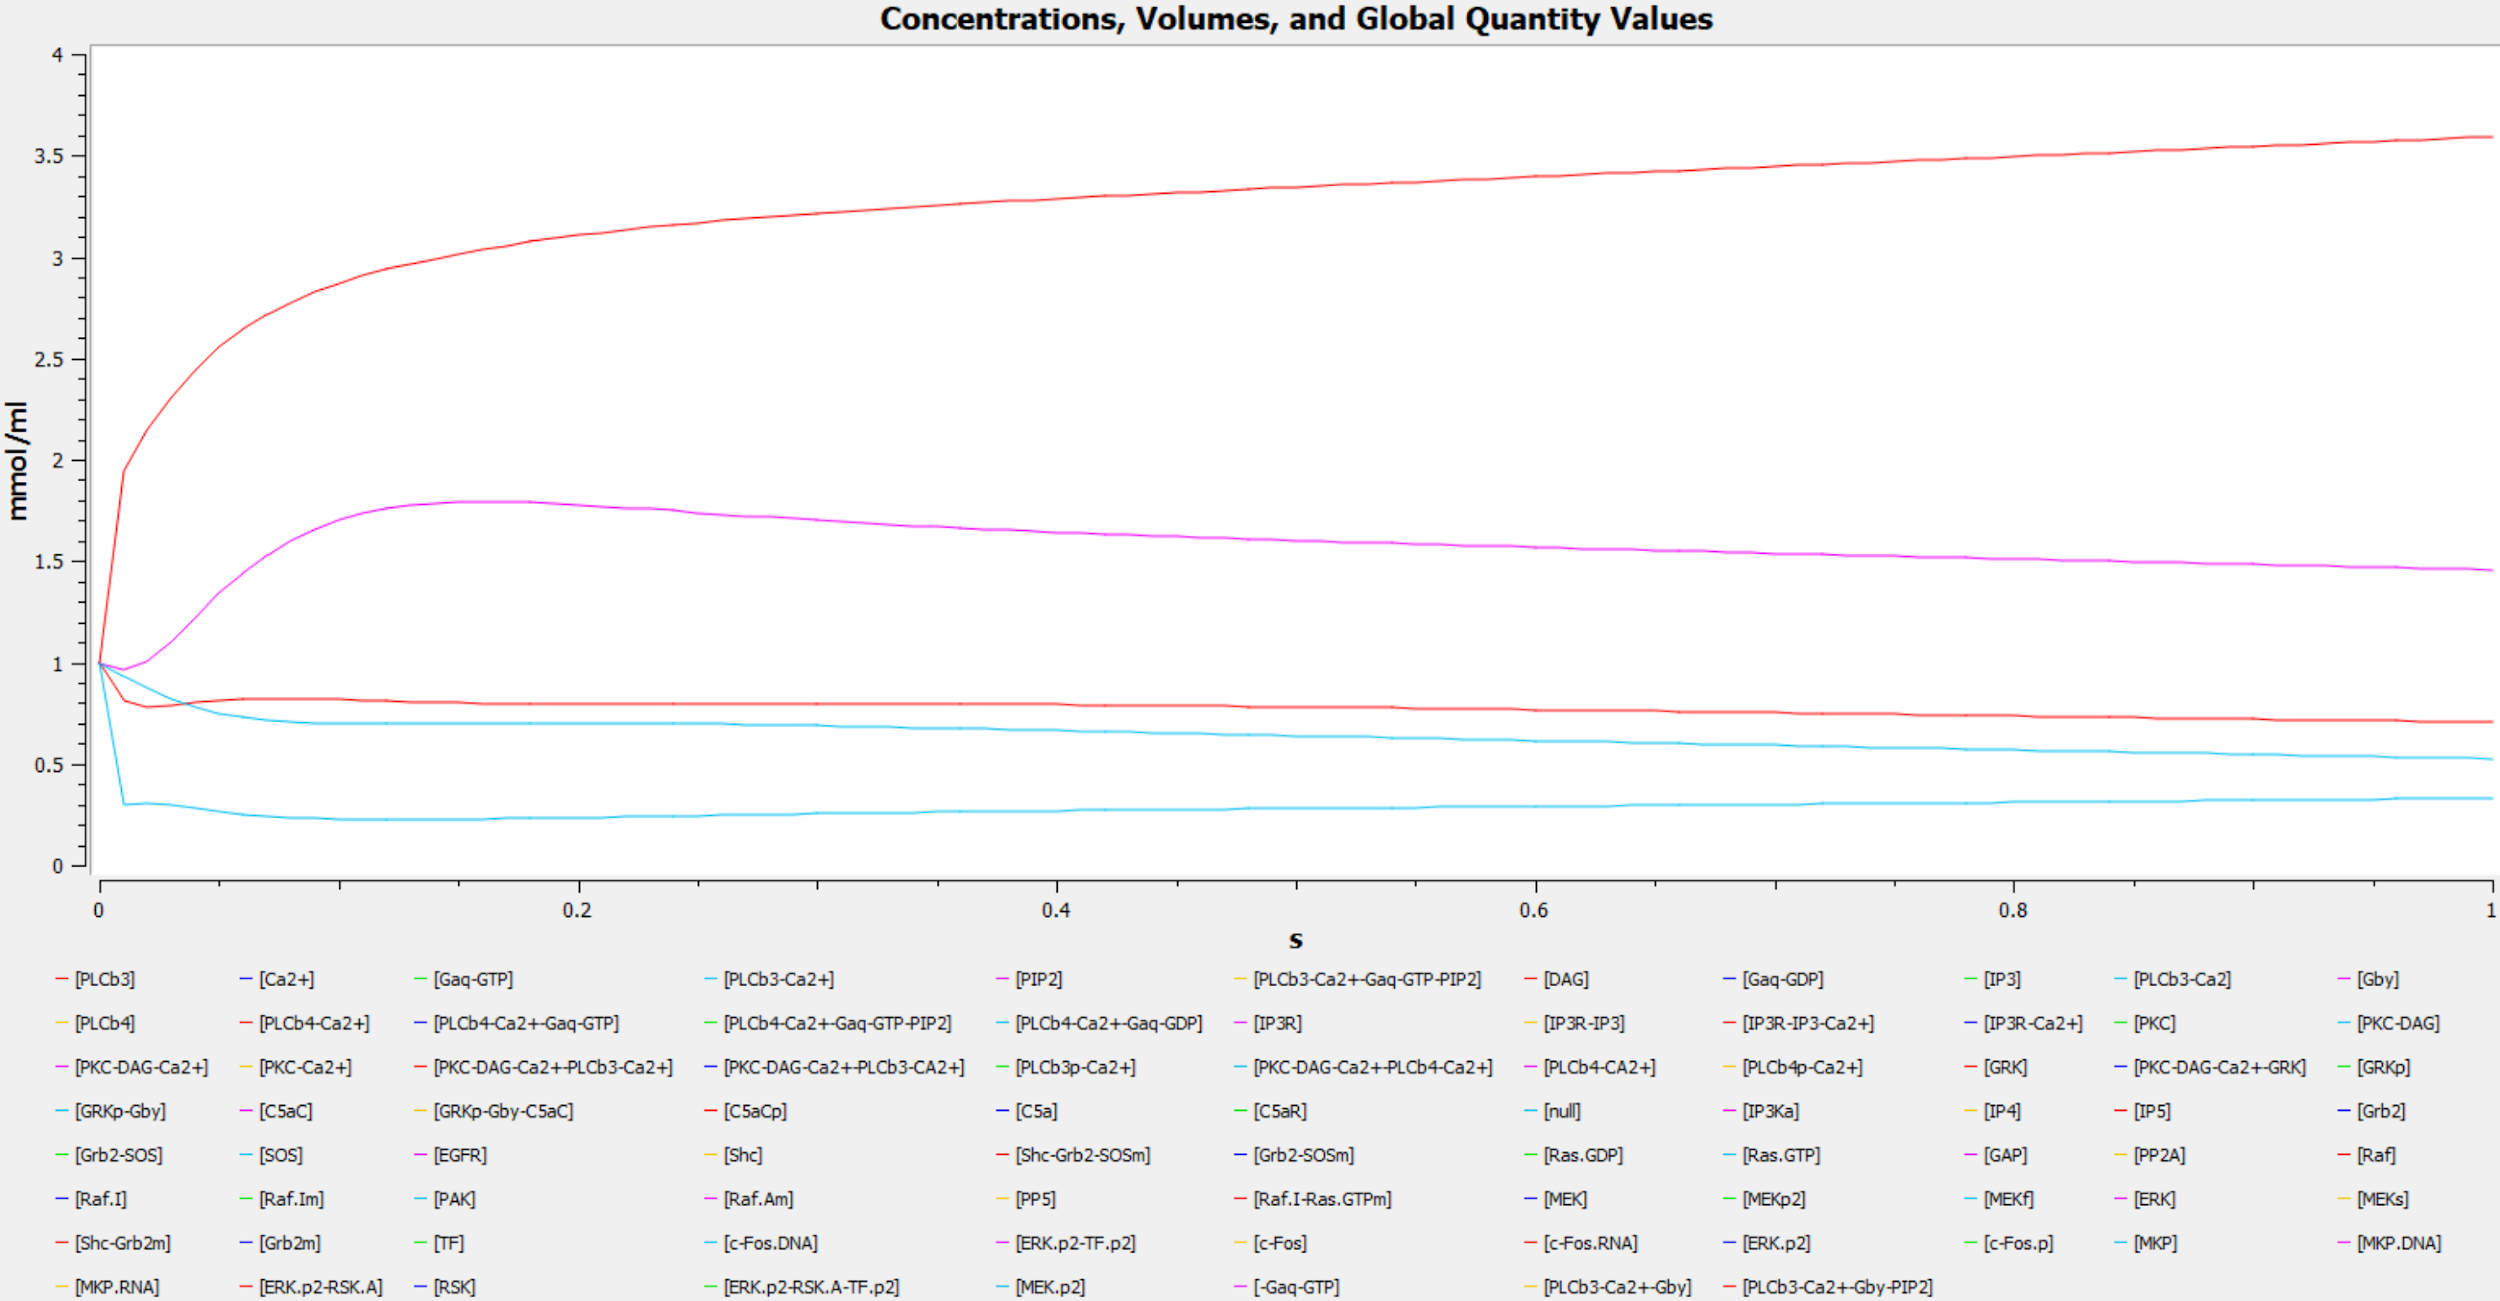 Concentrations, Volumes, and Global Quantity Values
4
3.5
3
2.5
2
1.5
1
0.5
0
mmol/ml
0 0.2 0.4 0.6 0.8 1
s
[PLCb3] [Ca2+] [Gaq-GTP] [PLCb3-Ca2+] [PIP2] [PLCb3-Ca2+-Gaq-GTP-PIP2] [DAG] [Gaq-GDP] [IP3] [PLCb3-Ca2] [Gby]
[PLCb4] [PLCb4-Ca2+] [PLCb4-Ca2+-Gaq-GTP] [PLCb4-Ca2+-Gaq-GTP-PIP2] [PLCb4-Ca2+-Gaq-GDP] [IP3R] [IP3R-IP3] [IP3R-IP3-Ca2+] [IP3R-Ca2+] [PKC] [PKC-DAG]
[PKC-DAG-Ca2+] [PKC-Ca2+] [PKC-DAG-Ca2+-PLCb3-Ca2+] [PKC-DAG-Ca2+-PLCb3-CA2+] [PLCb3p-Ca2+] [PKC-DAG-Ca2+-PLCb4-Ca2+] [PLCb4-CA2+] [PLCb4p-Ca2+] [GRK] [PKC-DAG-Ca2+-GRK] [GRKp]
[GRKp-Gby] [C5aC] [GRKp-Gby-C5aC] [C5aCp] [C5a] [C5aR] [null] [IP3Ka] [IP4] [IP5] [Grb2]
[Grb2-SOS] [SOS] [EGFR] [Shc] [Shc-Grb2-SOSm] [Grb2-SOSm] [Ras.GDP] [Ras.GTP] [GAP] [PP2A] [Raf]
[Raf.I] [Raf.Im] [PAK] [Raf.Am] [PP5] [Raf.I-Ras.GTPm] [MEK] [MEKp2] [MEKf] [ERK] [MEKs]
[Shc-Grb2m] [Grb2m] [TF] [c-Fos.DNA] [ERK.p2-TF.p2] [c-Fos] [c-Fos.RNA] [ERK.p2] [c-Fos.p] [MKP] [MKP.DNA]
[MKP.RNA] [ERK.p2-RSK.A] [RSK] [ERK.p2-RSK.A-TF.p2] [MEK.p2] [-Gaq-GTP] [PLCb3-Ca2+-Gby] [PLCb3-Ca2+-Gby-PIP2]